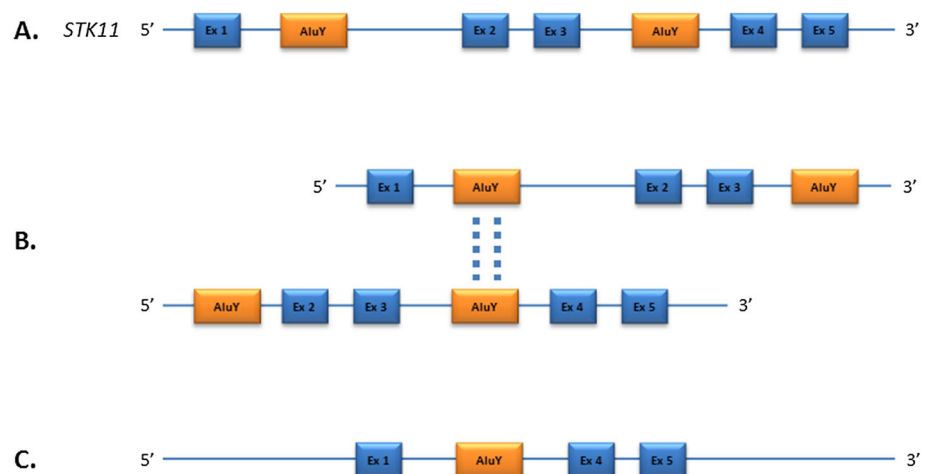 A. STK11 5’ Ex 1 AluY Ex 2 Ex 3 AluY Ex 4 Ex 5 3’
5’ Ex 1 AluY Ex 2 Ex 3 AluY 3’
B.
5’ AluY Ex 2 Ex 3 AluY Ex 4 Ex 5 3’
C. 5’ Ex 1 AluY Ex 4 Ex 5 3’